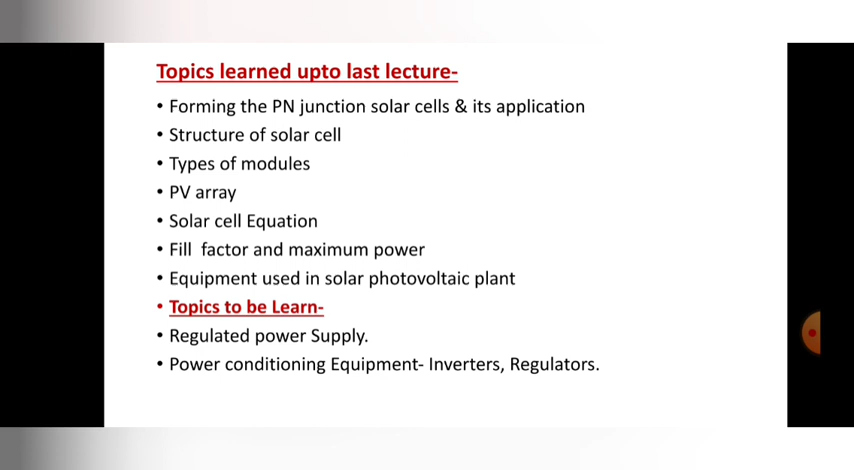 Topics learned upto last lecture-
• Forming the PN junction solar cells & its application
• Structure of solar cell
• Types of modules
• PV array
• Solar cell Equation
• Fill factor and maximum power
• Equipment used in solar photovoltaic plant
• Topics to be Learn-
• Regulated power Supply.
• Power conditioning Equipment- Inverters, Regulators.